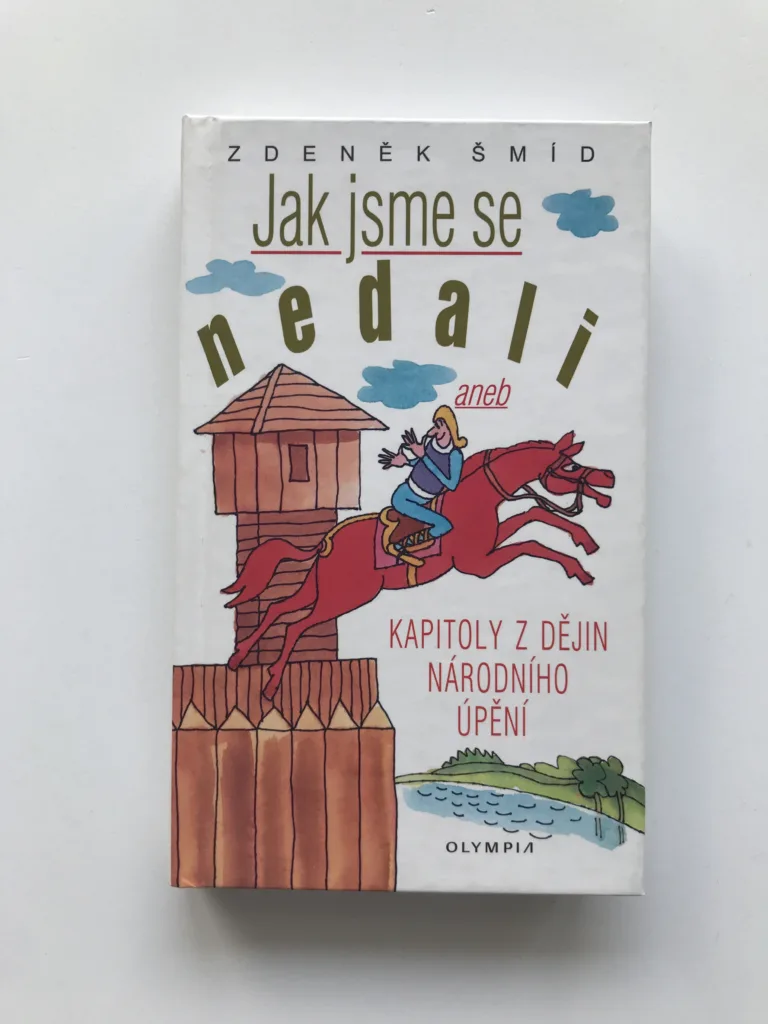 ZDENĚK ŠMÍD
Jak jsme se
nedali
aneb
KAPITOLY Z DĚJIN
NÁRODNÍHO
ÚPĚNÍ
OLYMPIA